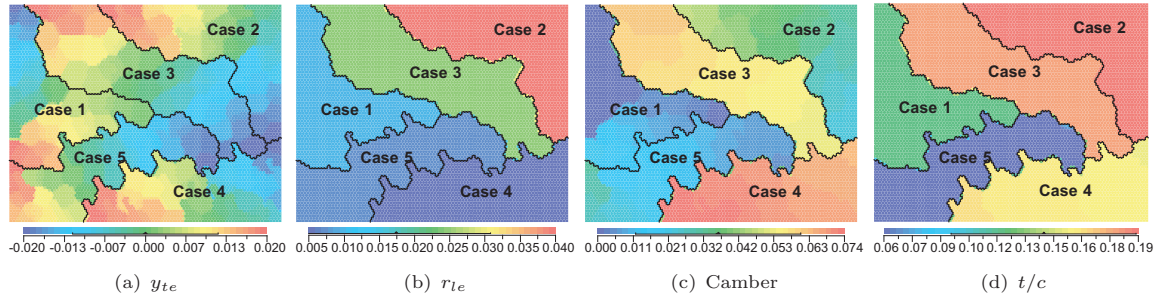 Case 2
Case 3
Case 1
Case 5
Case 4
-0.020 -0.013 -0.007 0.000 0.007 0.013 0.020
(a) y_te
Case 2
Case 3
Case 1
Case 5
Case 4
0.005 0.010 0.015 0.020 0.025 0.031 0.035 0.040
(b) r_le
Case 2
Case 3
Case 1
Case 5
Case 4
0.000 0.011 0.021 0.032 0.042 0.053 0.063 0.074
(c) Camber
Case 2
Case 3
Case 1
Case 5
Case 4
0.06 0.07 0.09 0.10 0.12 0.13 0.15 0.16 0.18 0.19
(d) t/c